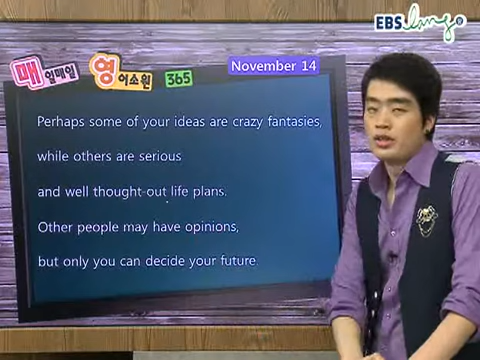 EBSlang
매일매일 영어소원 365
November 14
Perhaps some of your ideas are crazy fantasies,
while others are serious
and well thought-out life plans.
Other people may have opinions,
but only you can decide your future.